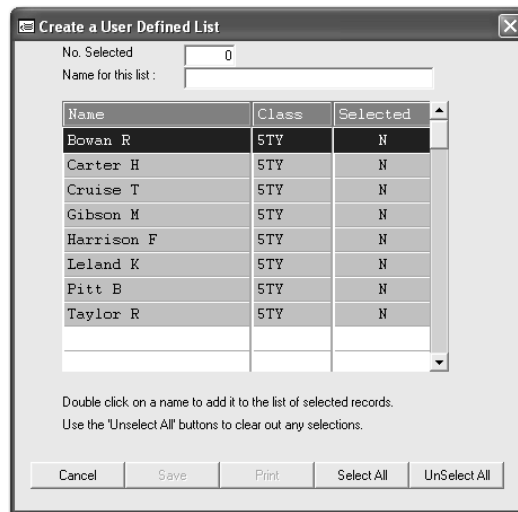 Create a User Defined List
No. Selected 0
Name for this list :
Name Class Selected
Bowan R 5TY N
Carter H 5TY N
Cruise T 5TY N
Gibson M 5TY N
Harrison F 5TY N
Leland K 5TY N
Pitt B 5TY N
Taylor R 5TY N
Double click on a name to add it to the list of selected records.
Use the 'Unselect All' buttons to clear out any selections.
Cancel Save Print Select All UnSelect All